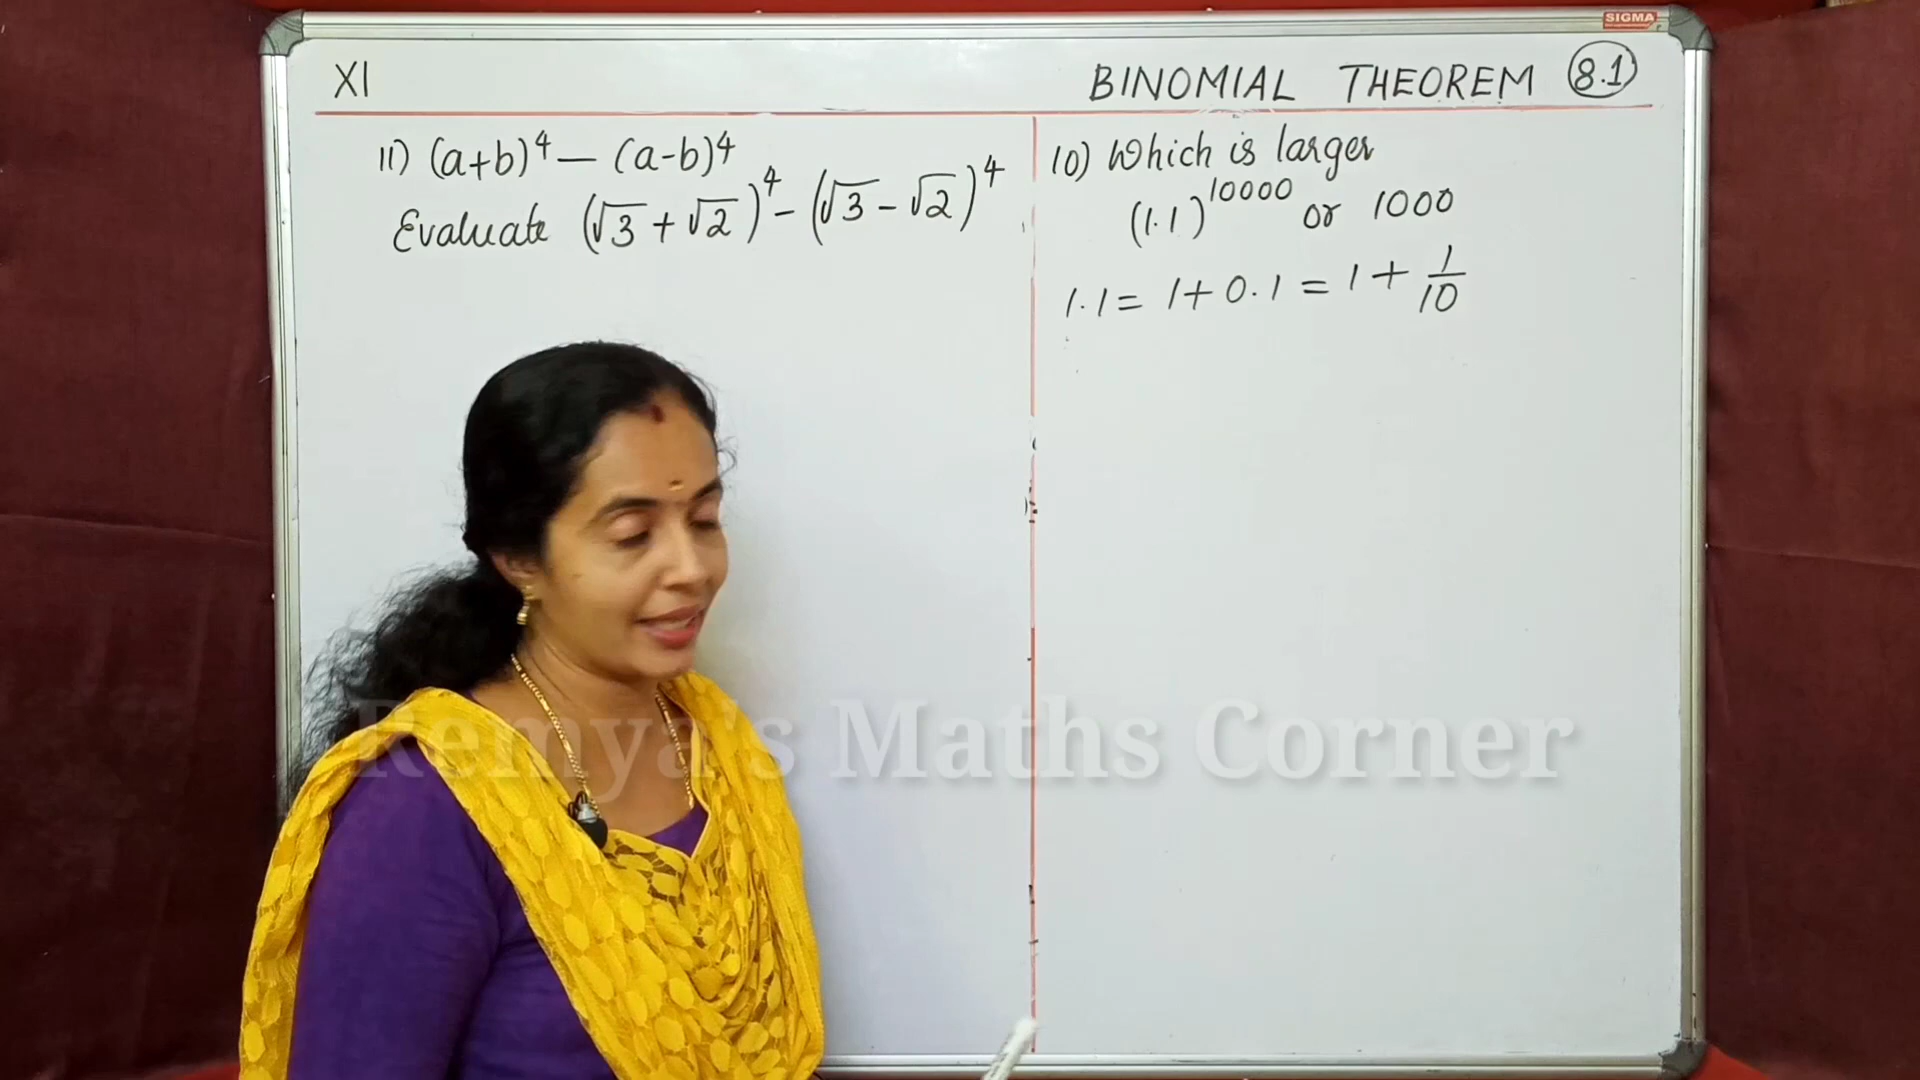 SIGMA
XI
BINOMIAL THEOREM 8.1
11) (a+b)⁴ — (a-b)⁴
Evaluate (√3 + √2)⁴ - (√3 - √2)⁴
10) Which is larger
(1.1)¹⁰⁰⁰⁰ or 1000
1.1 = 1 + 0.1 = 1 + 1/10
Remya's Maths Corner